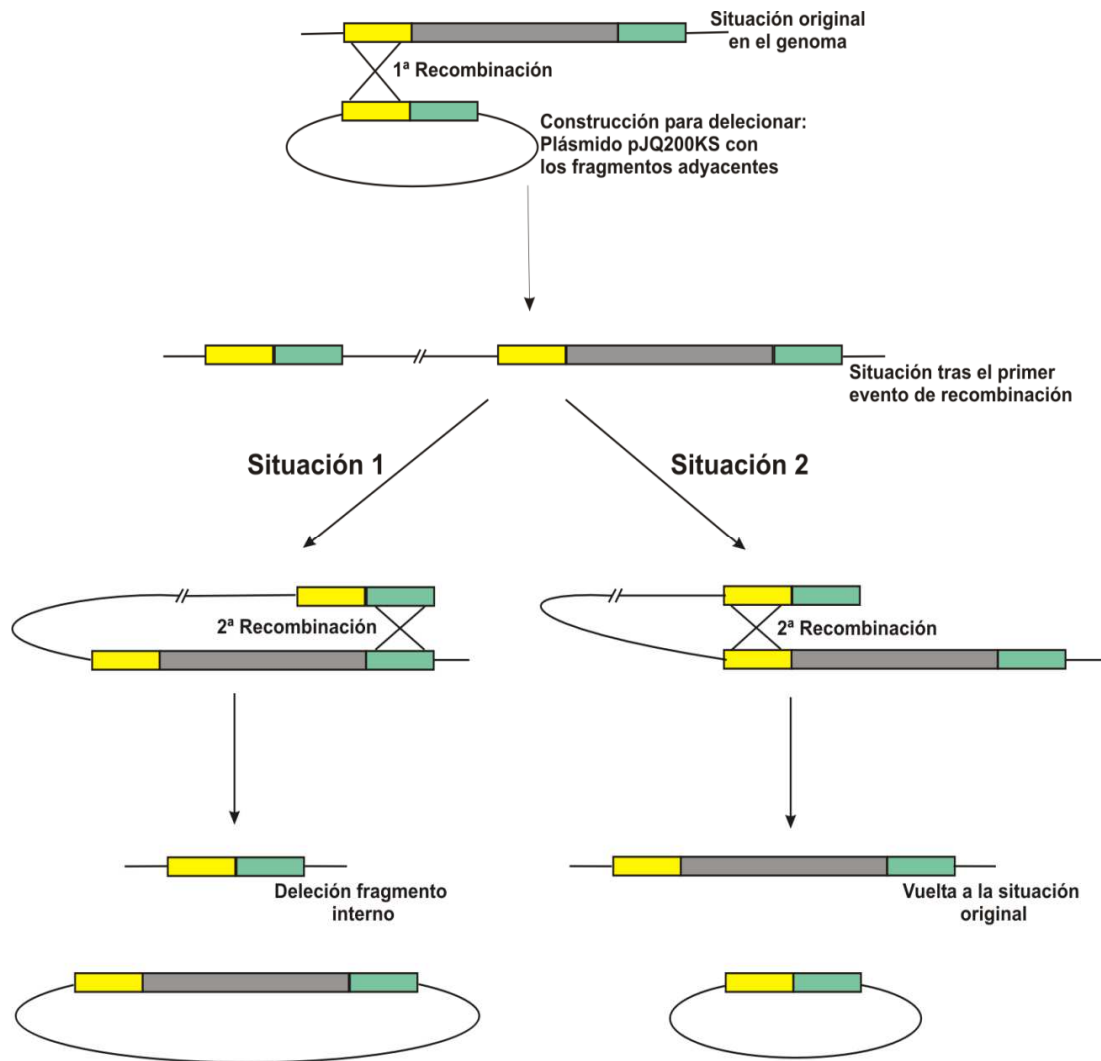 Situación original
en el genoma
1ª Recombinación
Construcción para delecionar:
Plásmido pJQ200KS con
los fragmentos adyacentes
Situación tras el primer
evento de recombinación
Situación 1
Situación 2
2ª Recombinación
2ª Recombinación
Deleción fragmento
interno
Vuelta a la situación
original